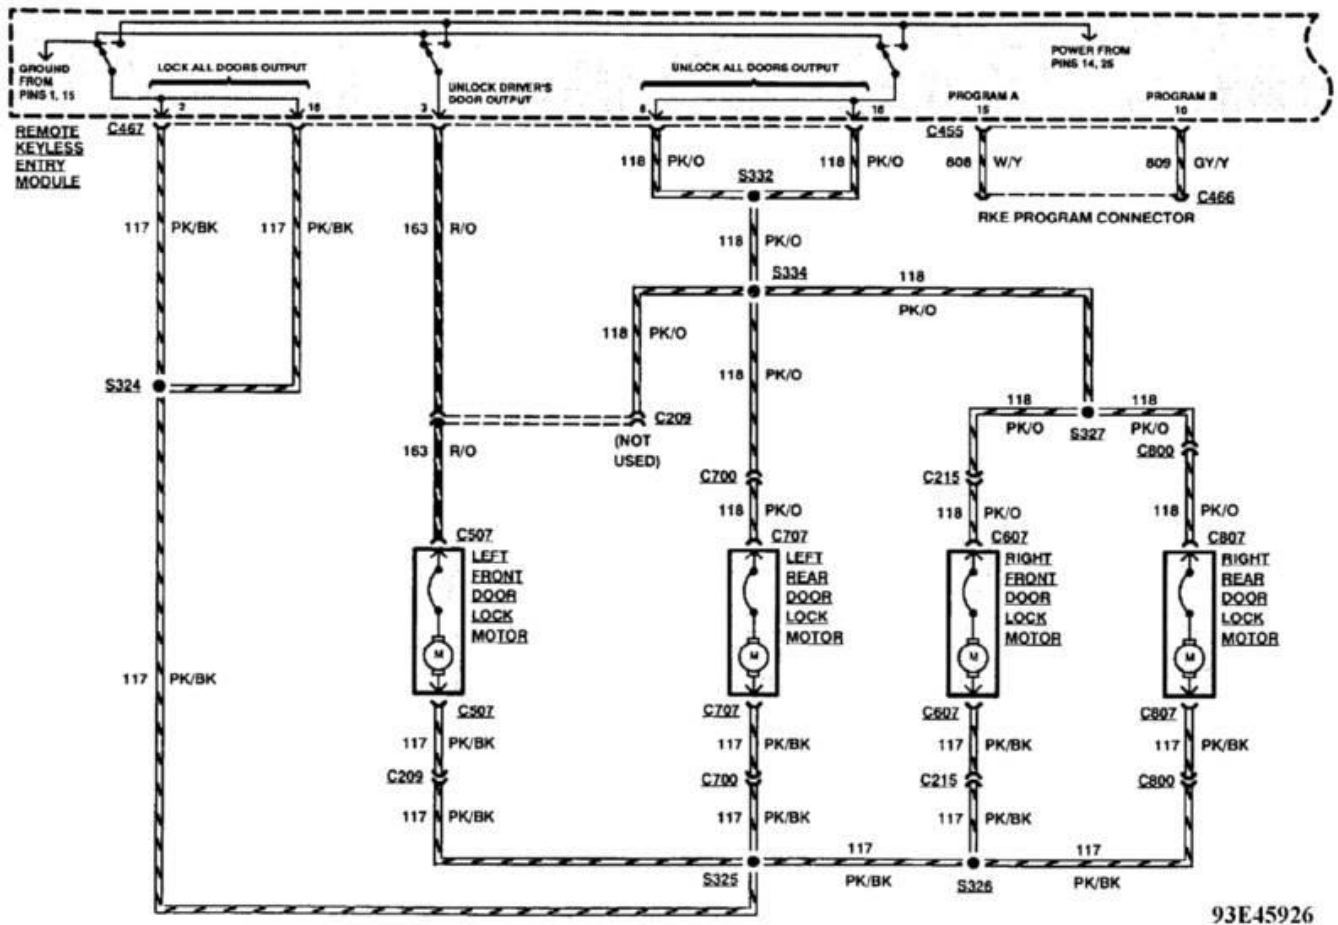 GROUND
FROM
PINS 1, 15
LOCK ALL DOORS OUTPUT
UNLOCK DRIVER'S
DOOR OUTPUT
UNLOCK ALL DOORS OUTPUT
POWER FROM
PINS 14, 25
PROGRAM A
PROGRAM B
2
16
3
16
15
10
REMOTE
KEYLESS
ENTRY
MODULE
C467
C455
118 PK/O
118 PK/O
808 W/Y
809 GY/Y
S332
C466
RKE PROGRAM CONNECTOR
117 PK/BK
117 PK/BK
163 R/O
118 PK/O
S334
118
PK/O
118 PK/O
118 PK/O
S324
C209
(NOT
USED)
118
PK/O
118
PK/O
S327
C800
163 R/O
C700
C215
118 PK/O
118 PK/O
118 PK/O
C507
LEFT
FRONT
DOOR
LOCK
MOTOR
M
C707
LEFT
REAR
DOOR
LOCK
MOTOR
M
C607
RIGHT
FRONT
DOOR
LOCK
MOTOR
M
C807
RIGHT
REAR
DOOR
LOCK
MOTOR
M
117 PK/BK
C507
C707
C607
C807
117 PK/BK
117 PK/BK
117 PK/BK
117 PK/BK
C209
C700
C215
C800
117 PK/BK
117 PK/BK
117 PK/BK
117
PK/BK
117
PK/BK
S325
S326
93E45926